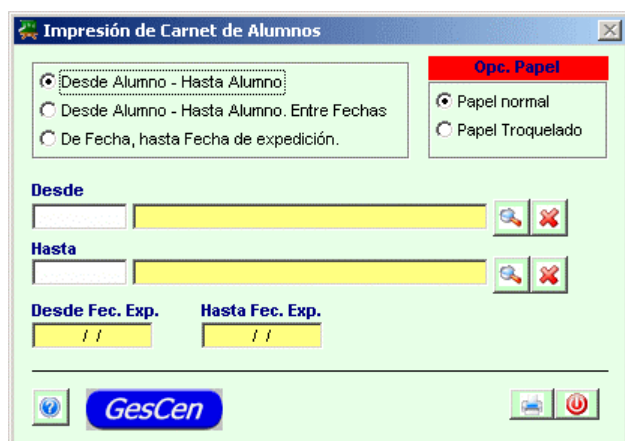 Impresión de Carnet de Alumnos
Opc. Papel
Desde Alumno - Hasta Alumno
Desde Alumno - Hasta Alumno. Entre Fechas
De Fecha, hasta Fecha de expedición.
Papel normal
Papel Troquelado
Desde
Hasta
Desde Fec. Exp. Hasta Fec. Exp.
/ / / /
GesCen